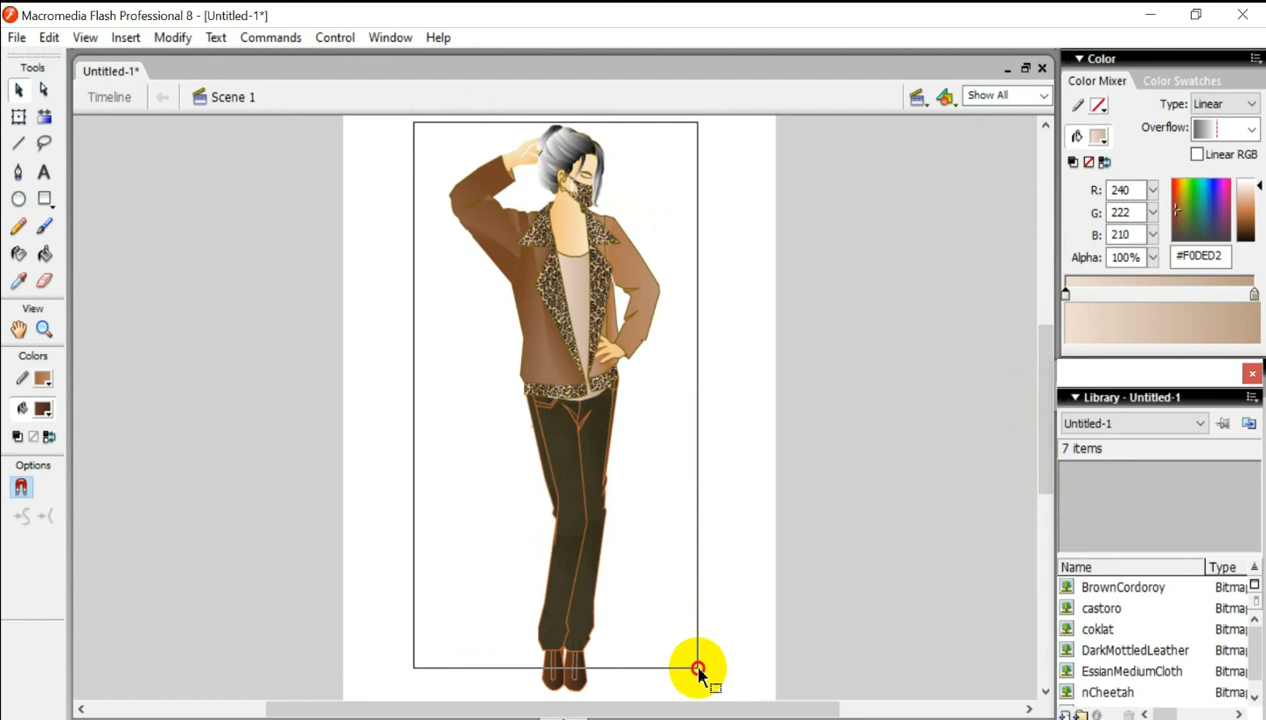 Macromedia Flash Professional 8 - [Untitled-1*]
File Edit View Insert Modify Text Commands Control Window Help
Tools
View
Colors
Options
Untitled-1*
Timeline Scene 1 Show All
Color
Color Mixer Color Swatches
Type: Linear
Overflow:
Linear RGB
R: 240
G: 222
B: 210 #F0DED2
Alpha: 100%
Library - Untitled-1
Untitled-1
7 items
Name Type
BrownCordoroy Bitma
castoro Bitma
coklat Bitma
DarkMottledLeather Bitma
EssianMediumCloth Bitma
nCheetah Bitma